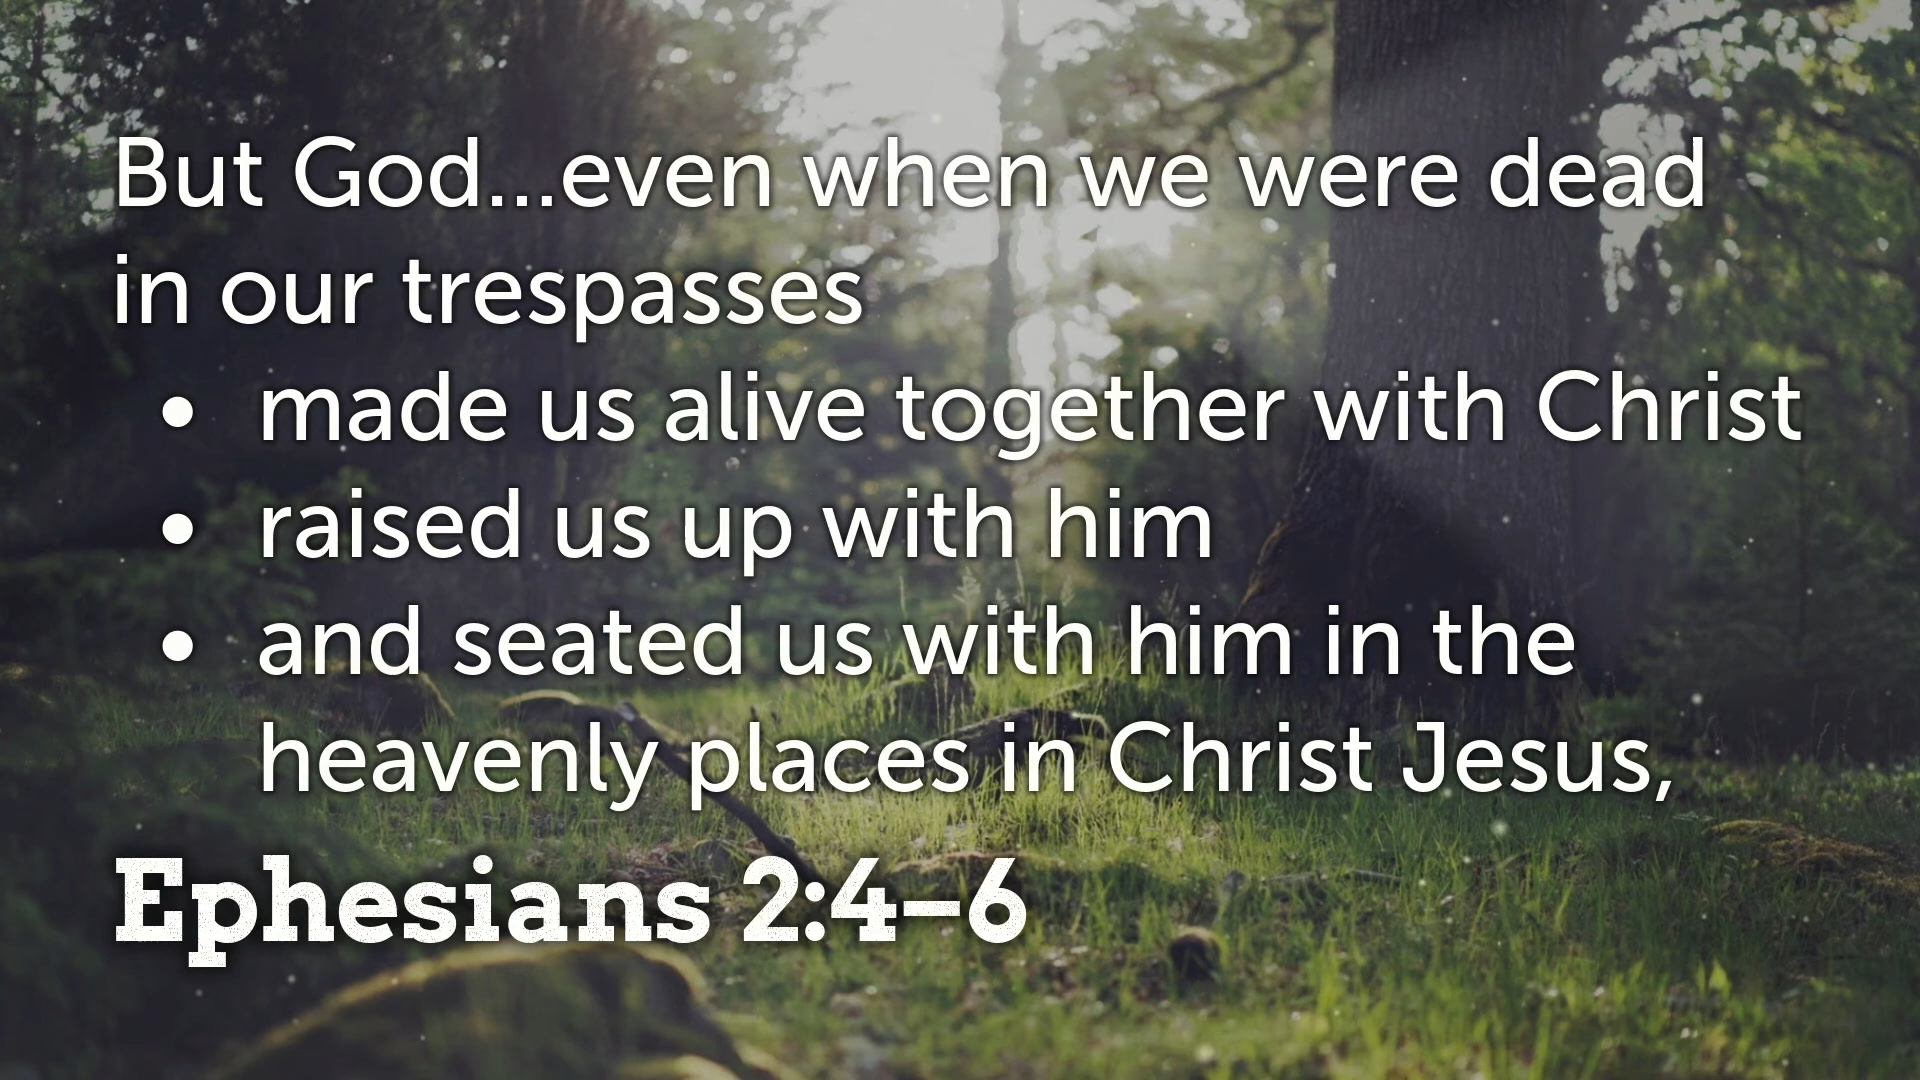 But God...even when we were dead
in our trespasses
• made us alive together with Christ
• raised us up with him
• and seated us with him in the
heavenly places in Christ Jesus,
Ephesians 2:4–6